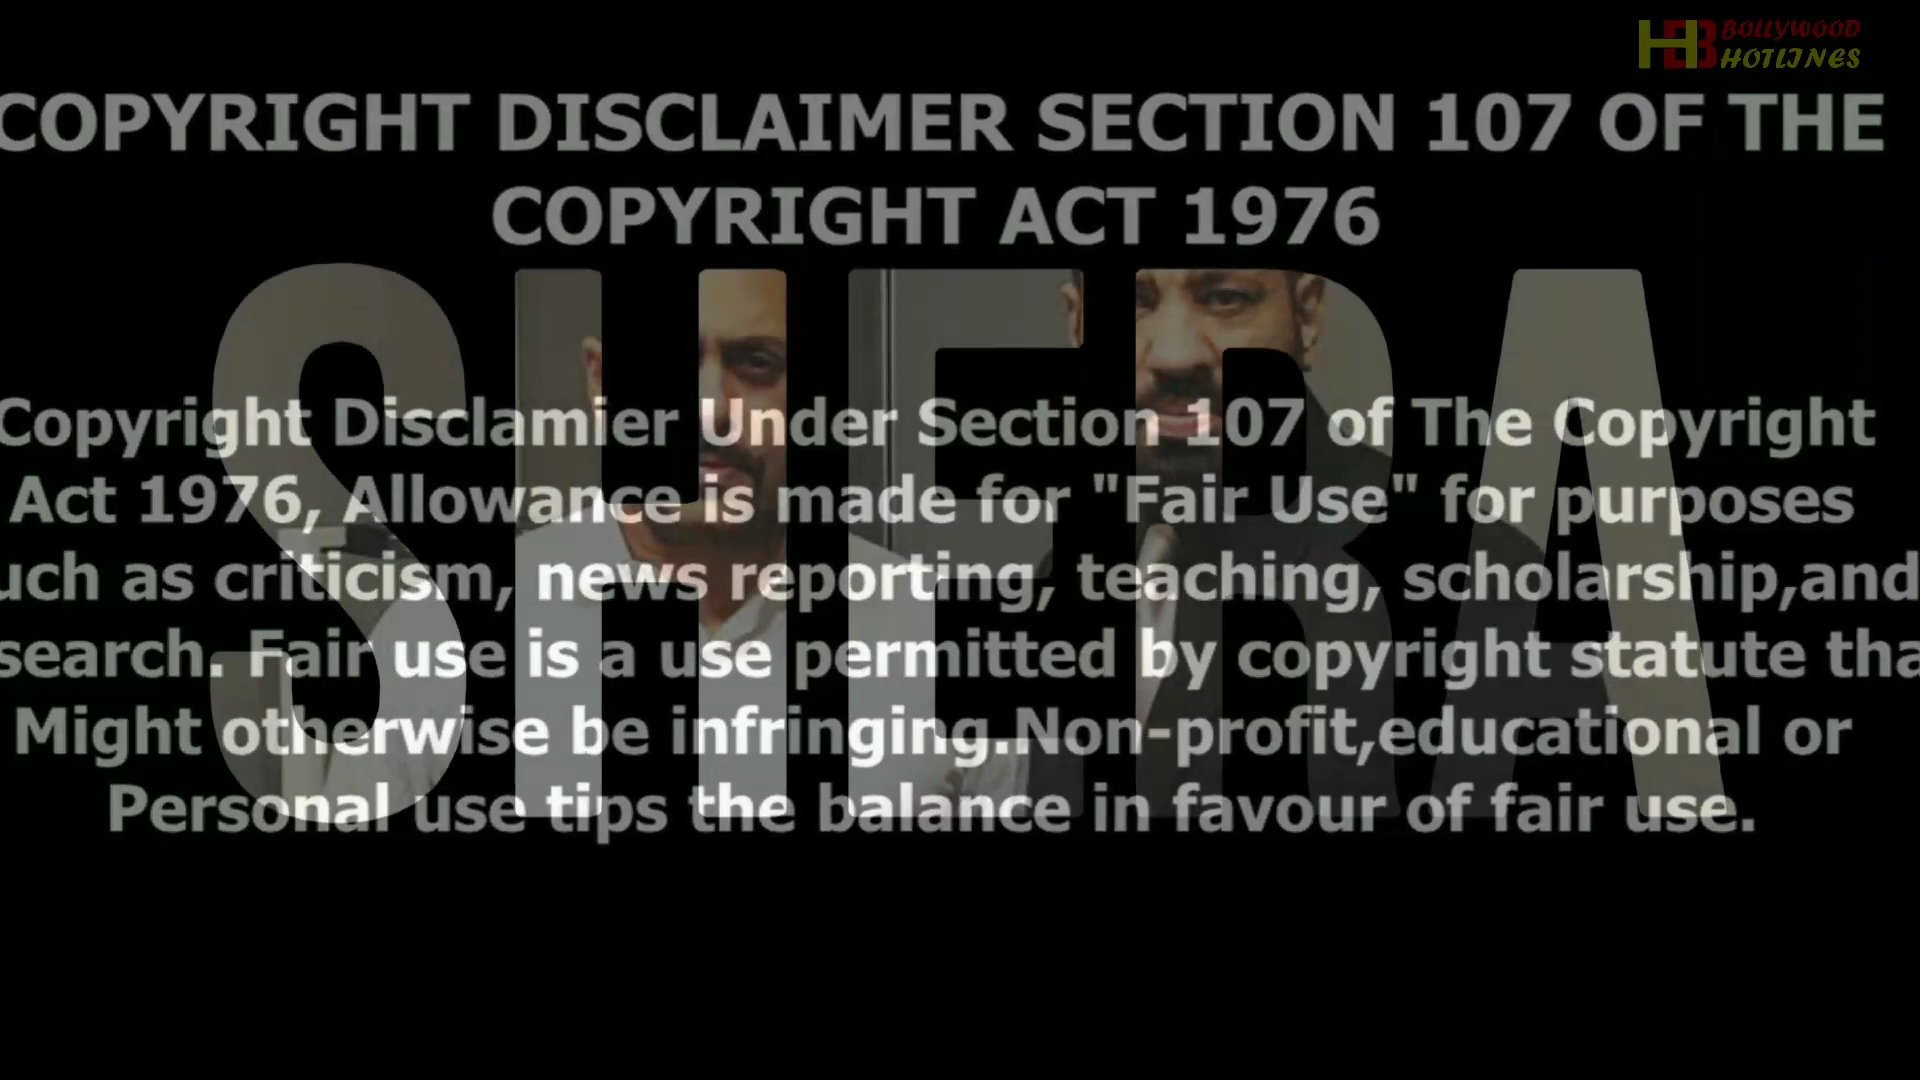 BOLLYWOOD
HOTLINES
COPYRIGHT DISCLAIMER SECTION 107 OF THE
COPYRIGHT ACT 1976
SHERA
Copyright Disclamier Under Section 107 of The Copyright
Act 1976, Allowance is made for "Fair Use" for purposes
uch as criticism, news reporting, teaching, scholarship,and
search. Fair use is a use permitted by copyright statute tha
Might otherwise be infringing..Non-profit,educational or
Personal use tips the balance in favour of fair use.